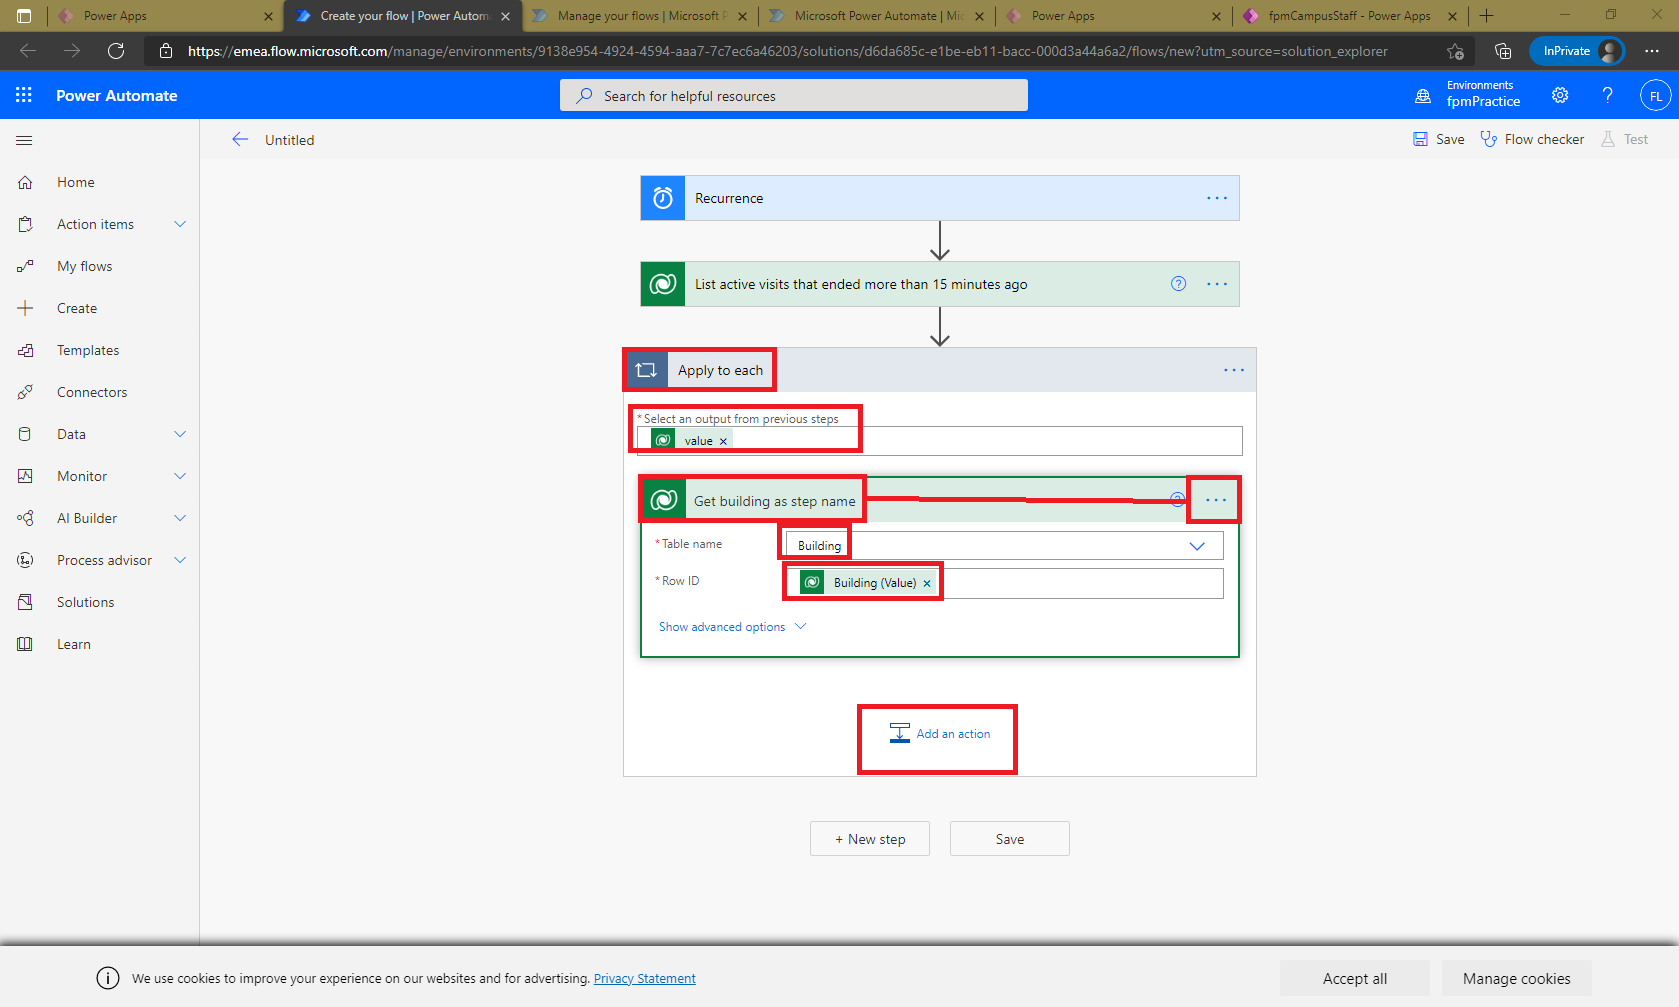 Power Apps
Create your flow | Power Autom
Manage your flows | Microsoft P
Microsoft Power Automate | Mic
Power Apps
fpmCampusStaff - Power Apps
https://emea.flow.microsoft.com/manage/environments/9138e954-4924-4594-aaa7-7c7ec6a46203/solutions/d6da685c-e1be-eb11-bacc-000d3a44a6a2/flows/new?utm_source=solution_explorer
InPrivate
Power Automate
Search for helpful resources
Environments
fpmPractice
?
FL
Untitled
Save
Flow checker
Test
Home
Action items
My flows
Create
Templates
Connectors
Data
Monitor
AI Builder
Process advisor
Solutions
Learn
Recurrence
List active visits that ended more than 15 minutes ago
Apply to each
* Select an output from previous steps
value ×
Get building as step name
* Table name
Building
* Row ID
Building (Value) ×
Show advanced options
Add an action
+ New step
Save
We use cookies to improve your experience on our websites and for advertising. Privacy Statement
Accept all
Manage cookies